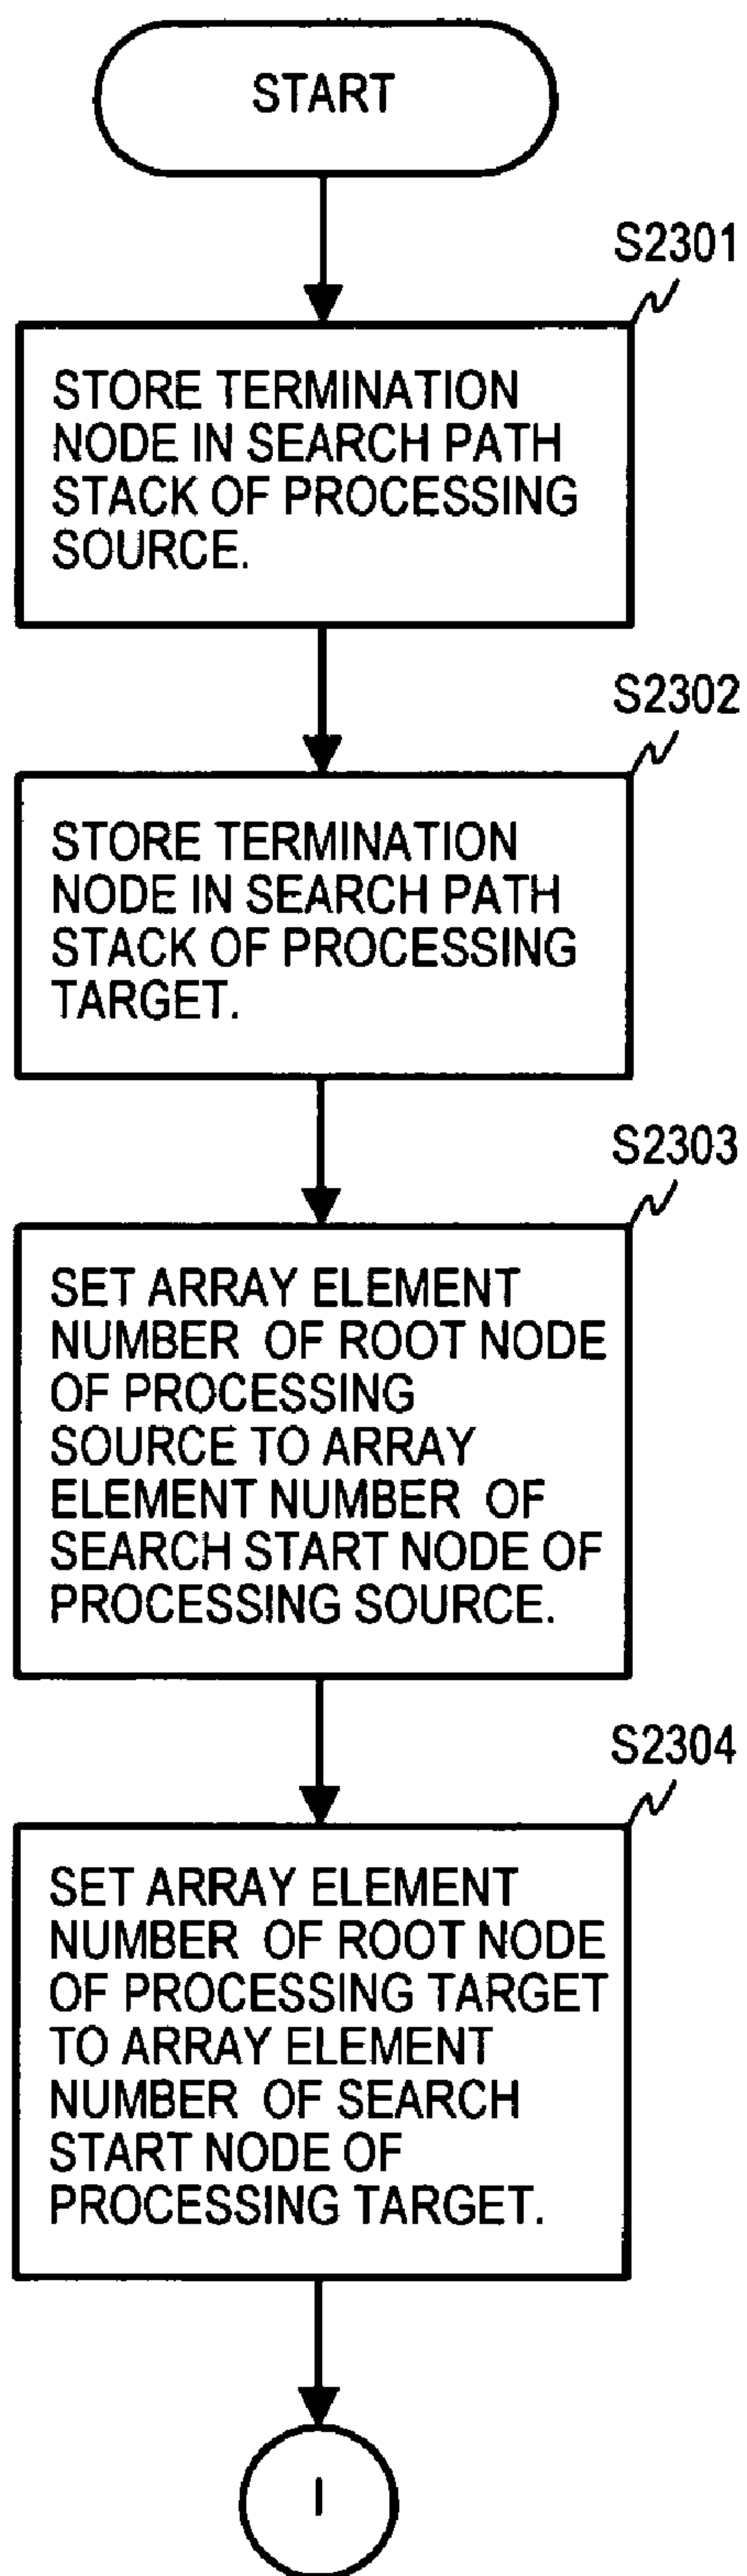 START
S2301
STORE TERMINATION
NODE IN SEARCH PATH
STACK OF PROCESSING
SOURCE.
S2302
STORE TERMINATION
NODE IN SEARCH PATH
STACK OF PROCESSING
TARGET.
S2303
SET ARRAY ELEMENT
NUMBER OF ROOT NODE
OF PROCESSING
SOURCE TO ARRAY
ELEMENT NUMBER OF
SEARCH START NODE OF
PROCESSING SOURCE.
S2304
SET ARRAY ELEMENT
NUMBER OF ROOT NODE
OF PROCESSING TARGET
TO ARRAY ELEMENT
NUMBER OF SEARCH
START NODE OF
PROCESSING TARGET.
I